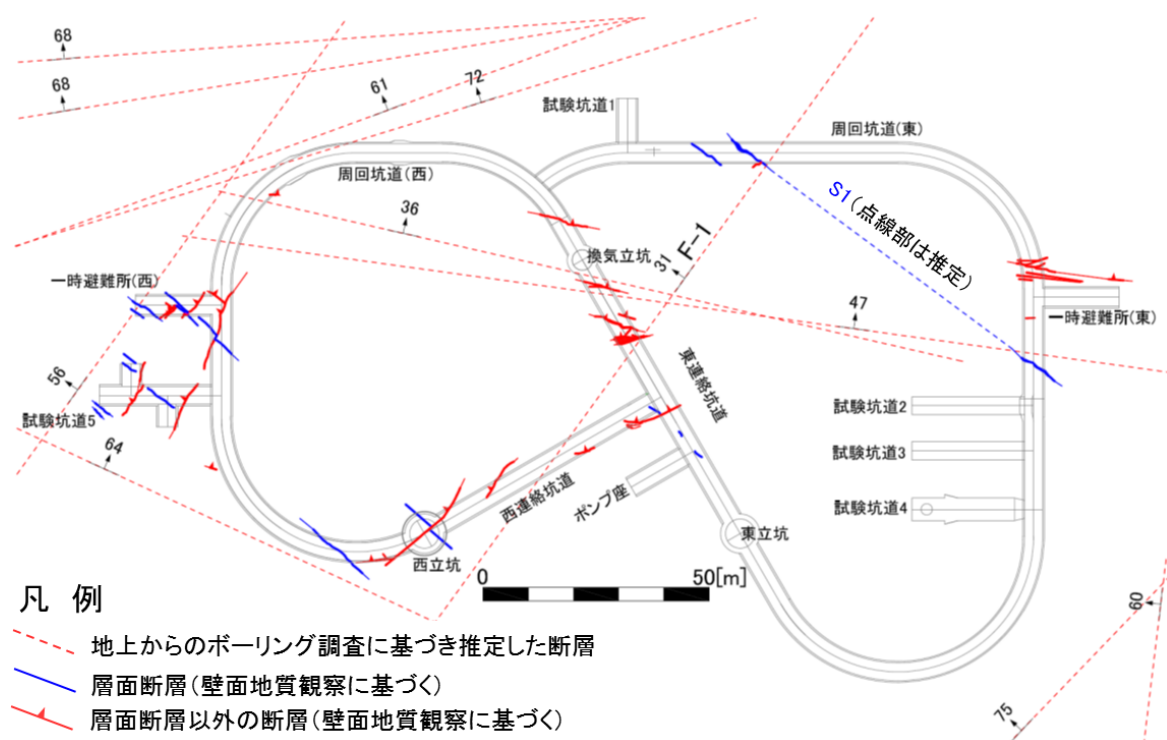 68
68
61
72
試験坑道1
周回坑道(東)
周回坑道(西)
S1(点線部は推定)
36
F-1
31
換気立坑
一時避難所(西)
一時避難所(東)
47
東連絡坑道
56
試験坑道5
64
試験坑道2
試験坑道3
試験坑道4
西連絡坑道
ポンプ座
東立坑
西立坑
0 50[m]
60
75
凡 例
地上からのボーリング調査に基づき推定した断層
層面断層(壁面地質観察に基づく)
層面断層以外の断層(壁面地質観察に基づく)